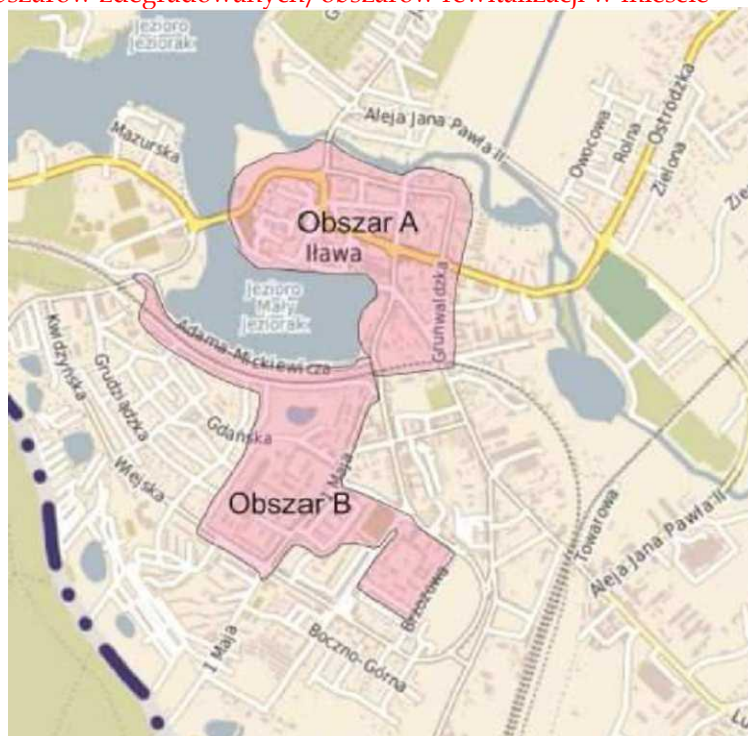 obszarów zdegradowanych/obszarów rewitalizacji w mieście
Jezioro
Jeziorak
Mazurska
Aleja Jana Pawła II
Ostródzka
Owocowa
Rolna
Zielona
Obszar A
Iława
Jezioro
Mały
Jeziorak
Grunwaldzka
Adama Mickiewicza
Kwidzyńska
Grudziądzka
Gdańska
Wiejska
Maja
Obszar B
Towarowa
Aleja Jana Pawła II
Brzozowa
Boczno-Górna
1 Maja
Lu